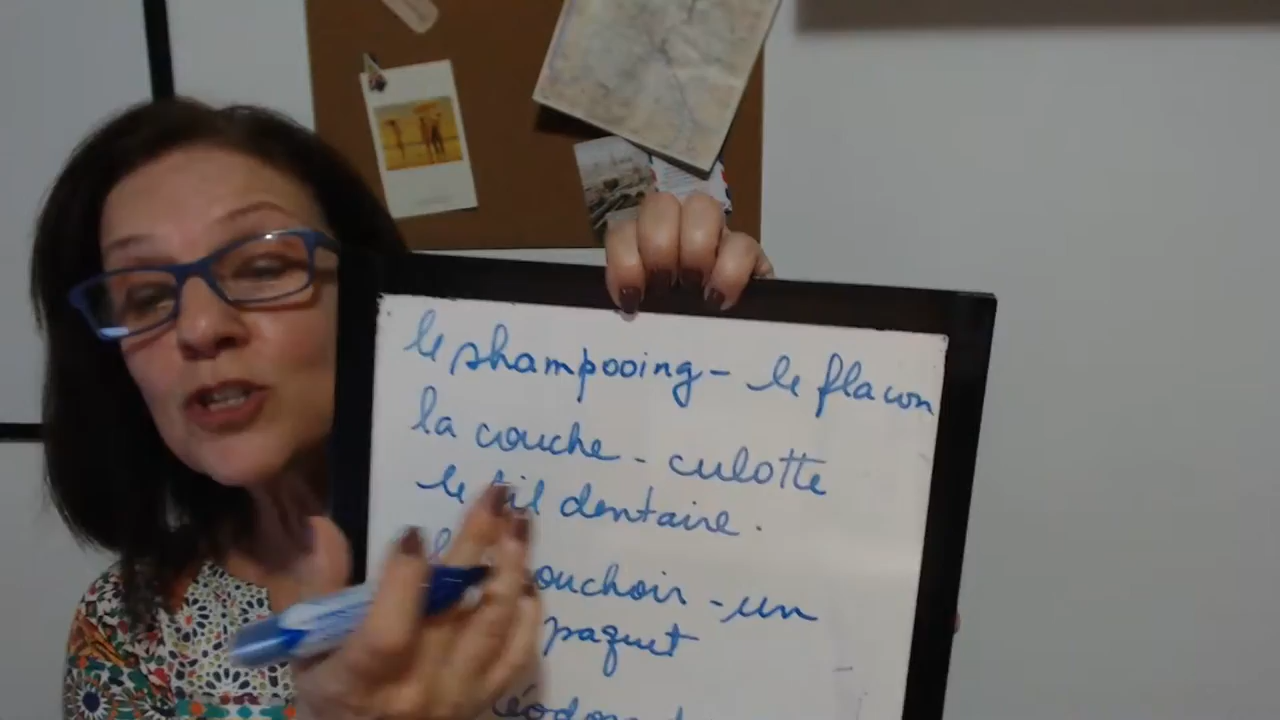 le shampooing - le flacon
la couche - culotte
le fil dentaire.
ouchoir - un
paquet